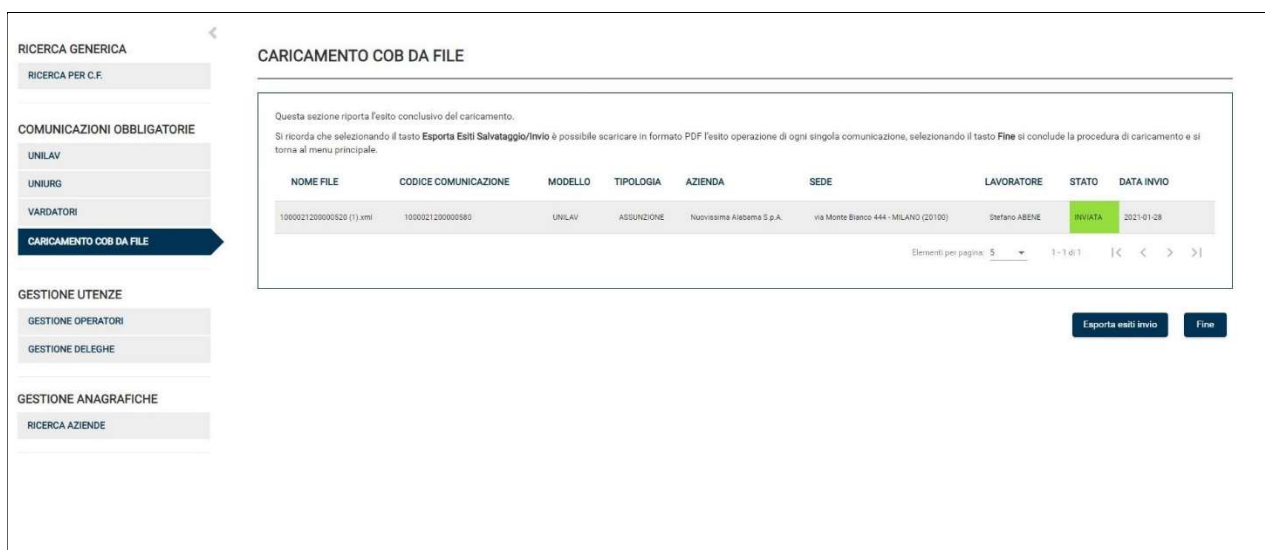 RICERCA GENERICA
RICERCA PER C.F.
COMUNICAZIONI OBBLIGATORIE
UNILAV
UNIURG
VARDATORI
CARICAMENTO COB DA FILE
GESTIONE UTENZE
GESTIONE OPERATORI
GESTIONE DELEGHE
GESTIONE ANAGRAFICHE
RICERCA AZIENDE
CARICAMENTO COB DA FILE
Questa sezione riporta l'esito conclusivo del caricamento.
Si ricorda che selezionando il tasto Esporta Esiti Salvataggio/Invio è possibile scaricare in formato PDF l'esito operazione di ogni singola comunicazione, selezionando il tasto Fine si conclude la procedura di caricamento e si
torna al menu principale.
NOME FILE CODICE COMUNICAZIONE MODELLO TIPOLOGIA AZIENDA SEDE LAVORATORE STATO DATA INVIO
1000021200000520 (1).xml 1000021200000580 UNILAV ASSUNZIONE Nuovissima Alabama S.p.A. via Monte Bianco 444 - MILANO (20100) Stefano ABENE INVIATA 2021-01-28
Elementi per pagina: 5 1 - 1 di 1
Esporta esiti invio Fine